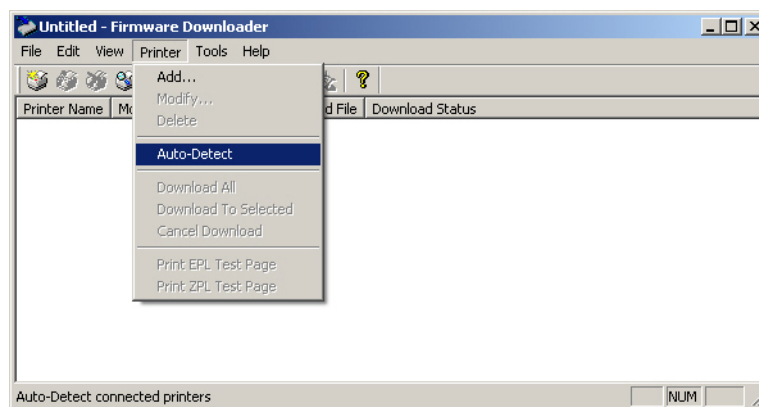 Untitled - Firmware Downloader
File Edit View Printer Tools Help
Printer Name Mo d File Download Status
Add...
Modify...
Delete
Auto-Detect
Download All
Download To Selected
Cancel Download
Print EPL Test Page
Print ZPL Test Page
Auto-Detect connected printers NUM